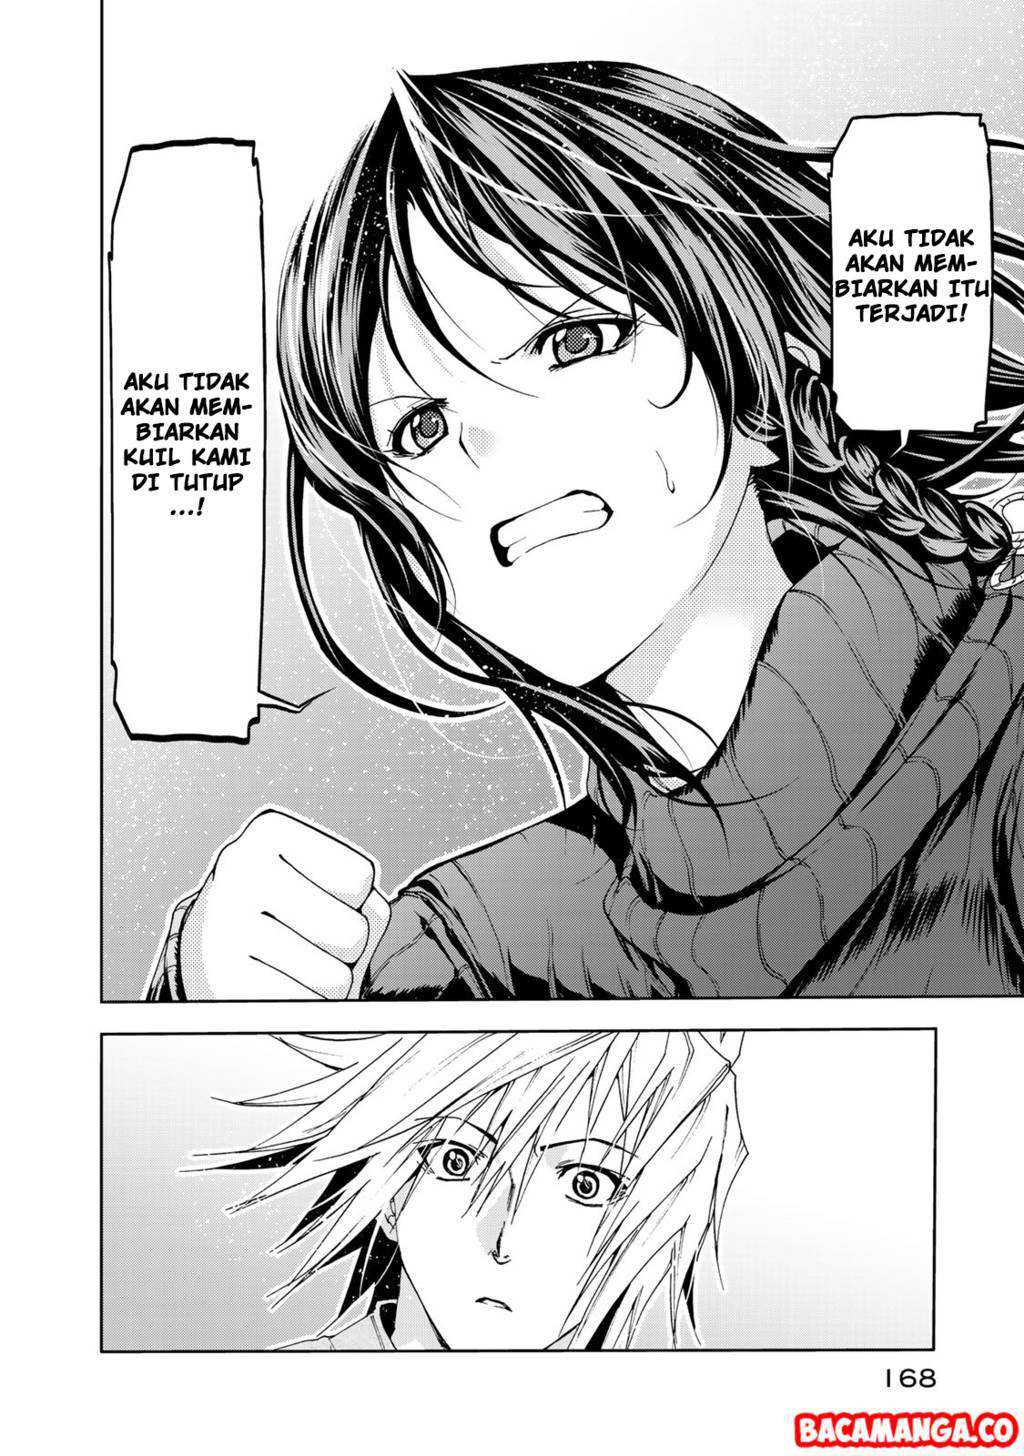 AKU TIDAK
AKAN MEM-
BIARKAN ITU
TERJADI!
AKU TIDAK
AKAN MEM-
BIARKAN
KUIL KAMI
DI TUTUP
...!
168
BACAMANGA.CO